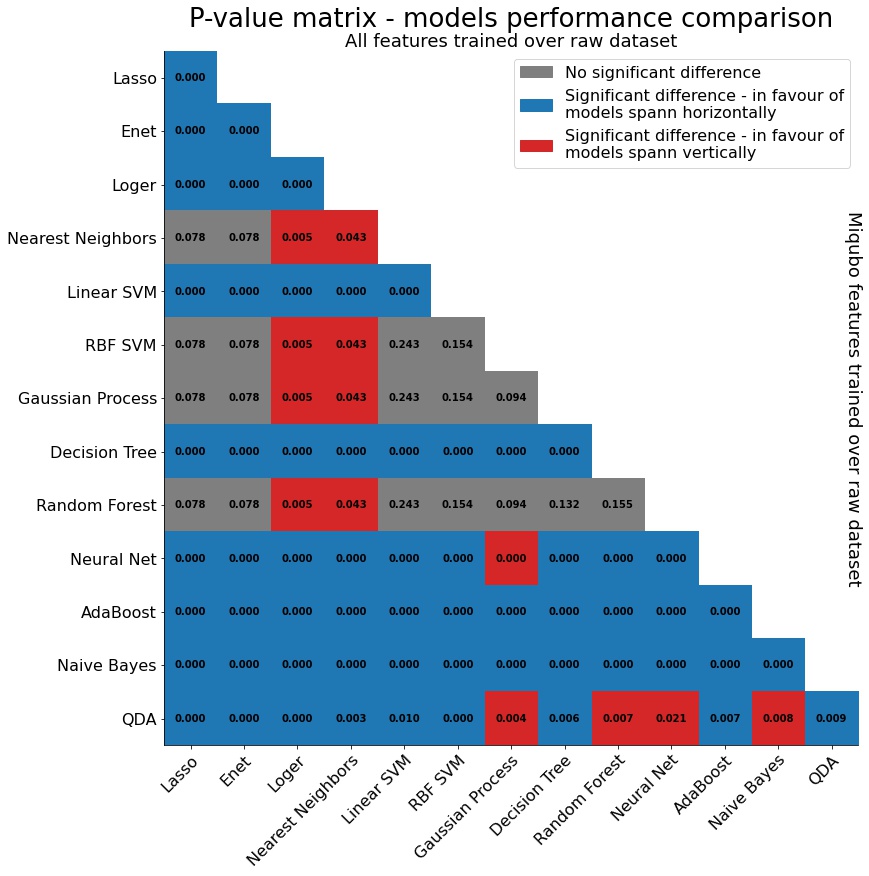 P-value matrix - models performance comparison
All features trained over raw dataset
No significant difference
Significant difference - in favour of
models spann horizontally
Significant difference - in favour of
models spann vertically
Lasso 0.000
Enet 0.000 0.000
Loger 0.000 0.000 0.000
Nearest Neighbors 0.078 0.078 0.005 0.043
Linear SVM 0.000 0.000 0.000 0.000 0.000
RBF SVM 0.078 0.078 0.005 0.043 0.243 0.154
Gaussian Process 0.078 0.078 0.005 0.043 0.243 0.154 0.094
Decision Tree 0.000 0.000 0.000 0.000 0.000 0.000 0.000 0.000
Random Forest 0.078 0.078 0.005 0.043 0.243 0.154 0.094 0.132 0.155
Neural Net 0.000 0.000 0.000 0.000 0.000 0.000 0.000 0.000 0.000 0.000
AdaBoost 0.000 0.000 0.000 0.000 0.000 0.000 0.000 0.000 0.000 0.000 0.000
Naive Bayes 0.000 0.000 0.000 0.000 0.000 0.000 0.000 0.000 0.000 0.000 0.000 0.000
QDA 0.000 0.000 0.000 0.003 0.010 0.000 0.004 0.006 0.007 0.021 0.007 0.008 0.009
Lasso
Enet
Loger
Nearest Neighbors
Linear SVM
RBF SVM
Gaussian Process
Decision Tree
Random Forest
Neural Net
AdaBoost
Naive Bayes
QDA
Miqubo features trained over raw dataset